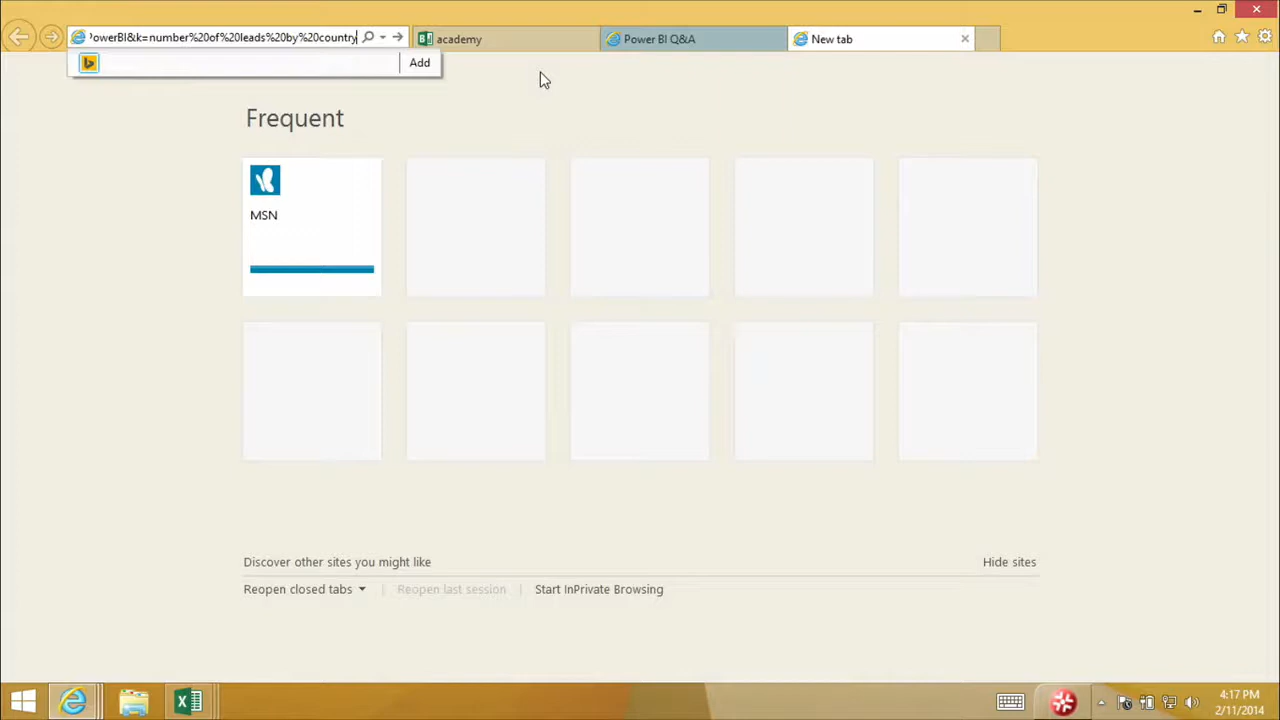 PowerBI&k=number%20of%20leads%20by%20country
academy
Power BI Q&A
New tab
Add
Frequent
MSN
Discover other sites you might like
Hide sites
Reopen closed tabs
Reopen last session
Start InPrivate Browsing
4:17 PM
2/11/2014